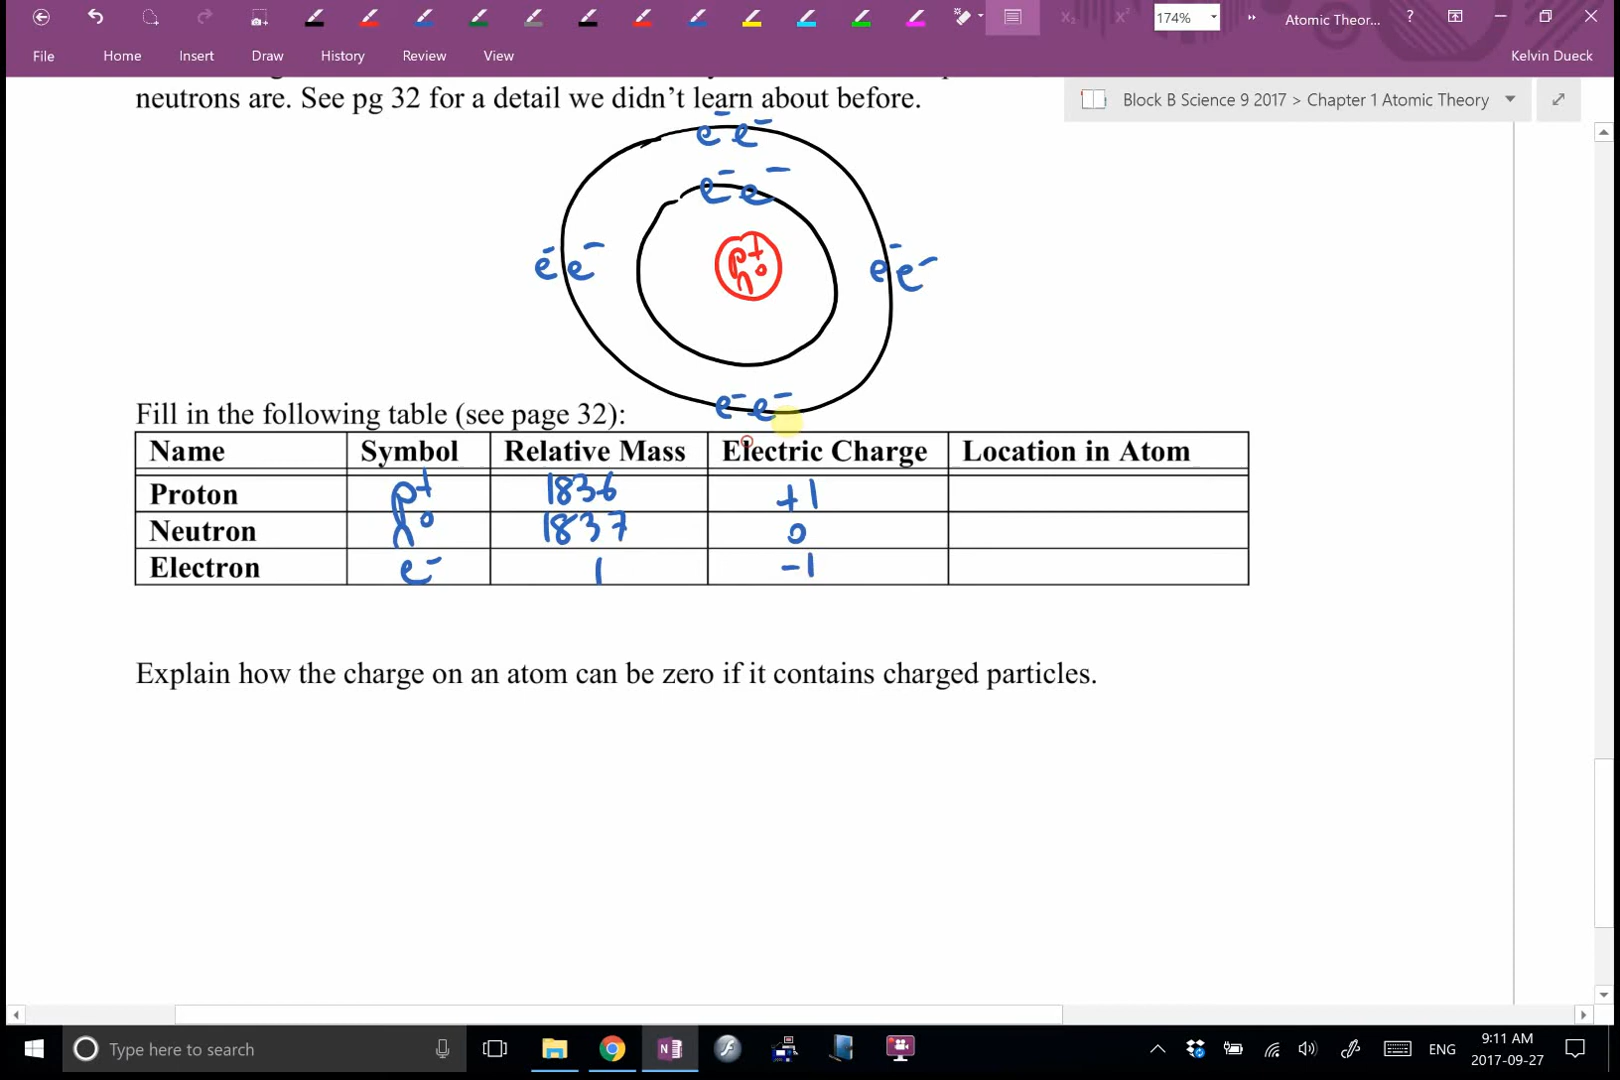 174%
Atomic Theor...
?
File Home Insert Draw History Review View Kelvin Dueck
neutrons are. See pg 32 for a detail we didn't learn about before.
Block B Science 9 2017 > Chapter 1 Atomic Theory
e⁻ e⁻
e⁻ e⁻
p⁺
n⁰
e⁻ e⁻ e⁻ e⁻
e⁻ e⁻
Fill in the following table (see page 32):
Name Symbol Relative Mass Electric Charge Location in Atom
Proton p⁺ 1836 +1
Neutron n⁰ 1837 0
Electron e⁻ 1 -1
Explain how the charge on an atom can be zero if it contains charged particles.
Type here to search
ENG
9:11 AM
2017-09-27